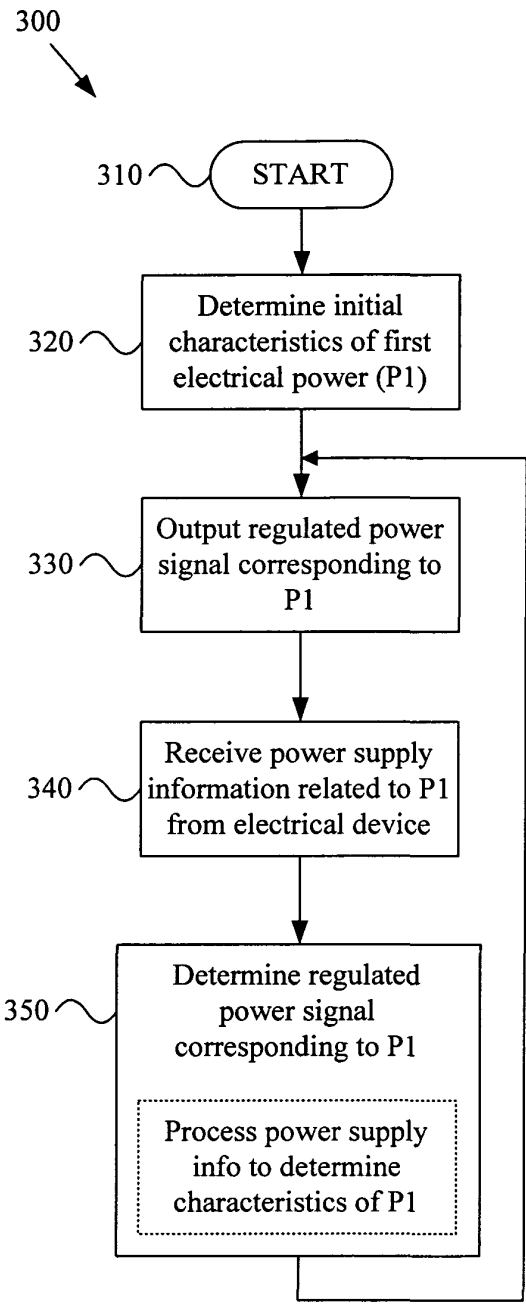 300
310
START
320
Determine initial
characteristics of first
electrical power (P1)
330
Output regulated power
signal corresponding to
P1
340
Receive power supply
information related to P1
from electrical device
350
Determine regulated
power signal
corresponding to P1
Process power supply
info to determine
characteristics of P1